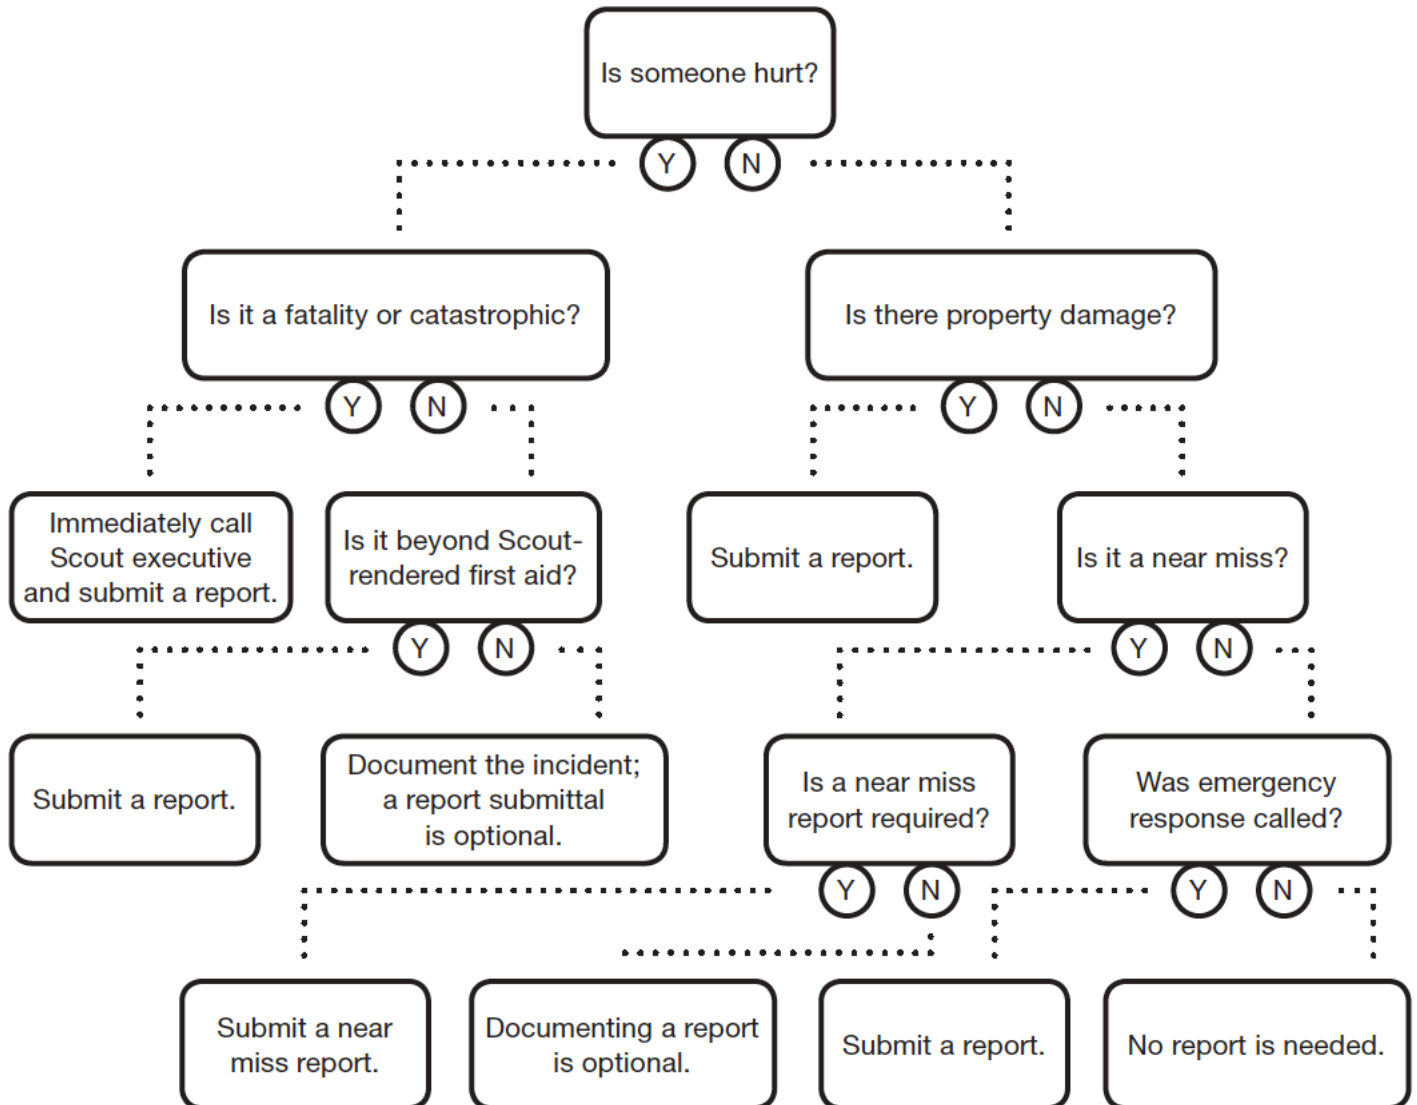 Is someone hurt?
Y N
Is it a fatality or catastrophic?
Is there property damage?
Y N
Y N
Immediately call
Scout executive
and submit a report.
Is it beyond Scout-
rendered first aid?
Submit a report.
Is it a near miss?
Y N
Y N
Submit a report.
Document the incident;
a report submittal
is optional.
Is a near miss
report required?
Was emergency
response called?
Y N
Y N
Submit a near
miss report.
Documenting a report
is optional.
Submit a report.
No report is needed.